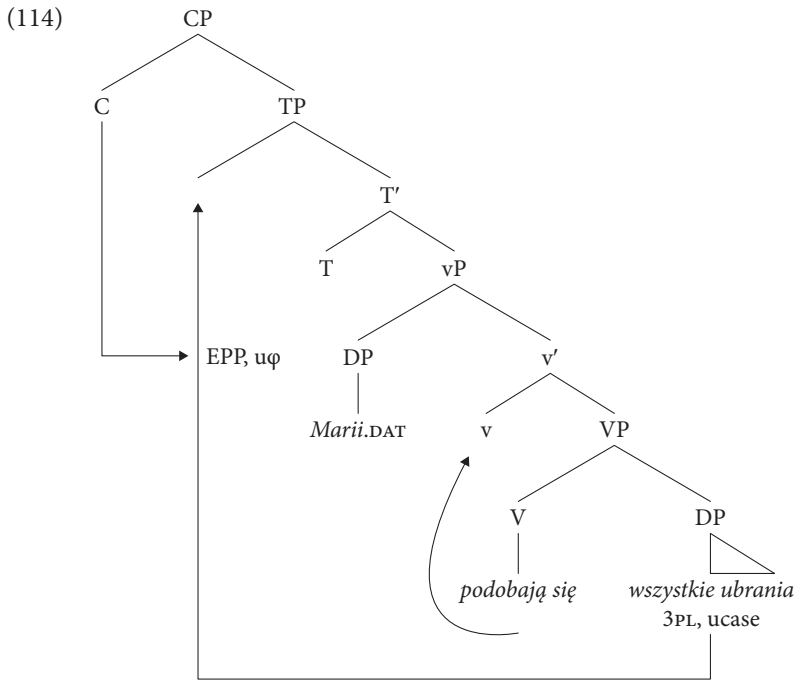 (114) CP
C TP
T′
T vP
EPP, uφ DP v′
Marii.DAT v VP
V DP
podobają się wszystkie ubrania
3PL, ucase